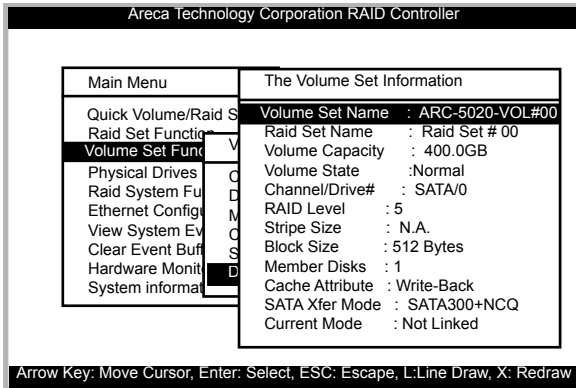 Areca Technology Corporation RAID Controller
Main Menu
Quick Volume/Raid S
Raid Set Functio
Volume Set Func
Physical Drives
Raid System Fu
Ethernet Configu
View System Ev
Clear Event Buff
Hardware Monit
System informat
V
C
D
M
C
S
D
The Volume Set Information
Volume Set Name : ARC-5020-VOL#00
Raid Set Name : Raid Set # 00
Volume Capacity : 400.0GB
Volume State :Normal
Channel/Drive# : SATA/0
RAID Level : 5
Stripe Size : N.A.
Block Size : 512 Bytes
Member Disks : 1
Cache Attribute : Write-Back
SATA Xfer Mode : SATA300+NCQ
Current Mode : Not Linked
Arrow Key: Move Cursor, Enter: Select, ESC: Escape, L:Line Draw, X: Redraw